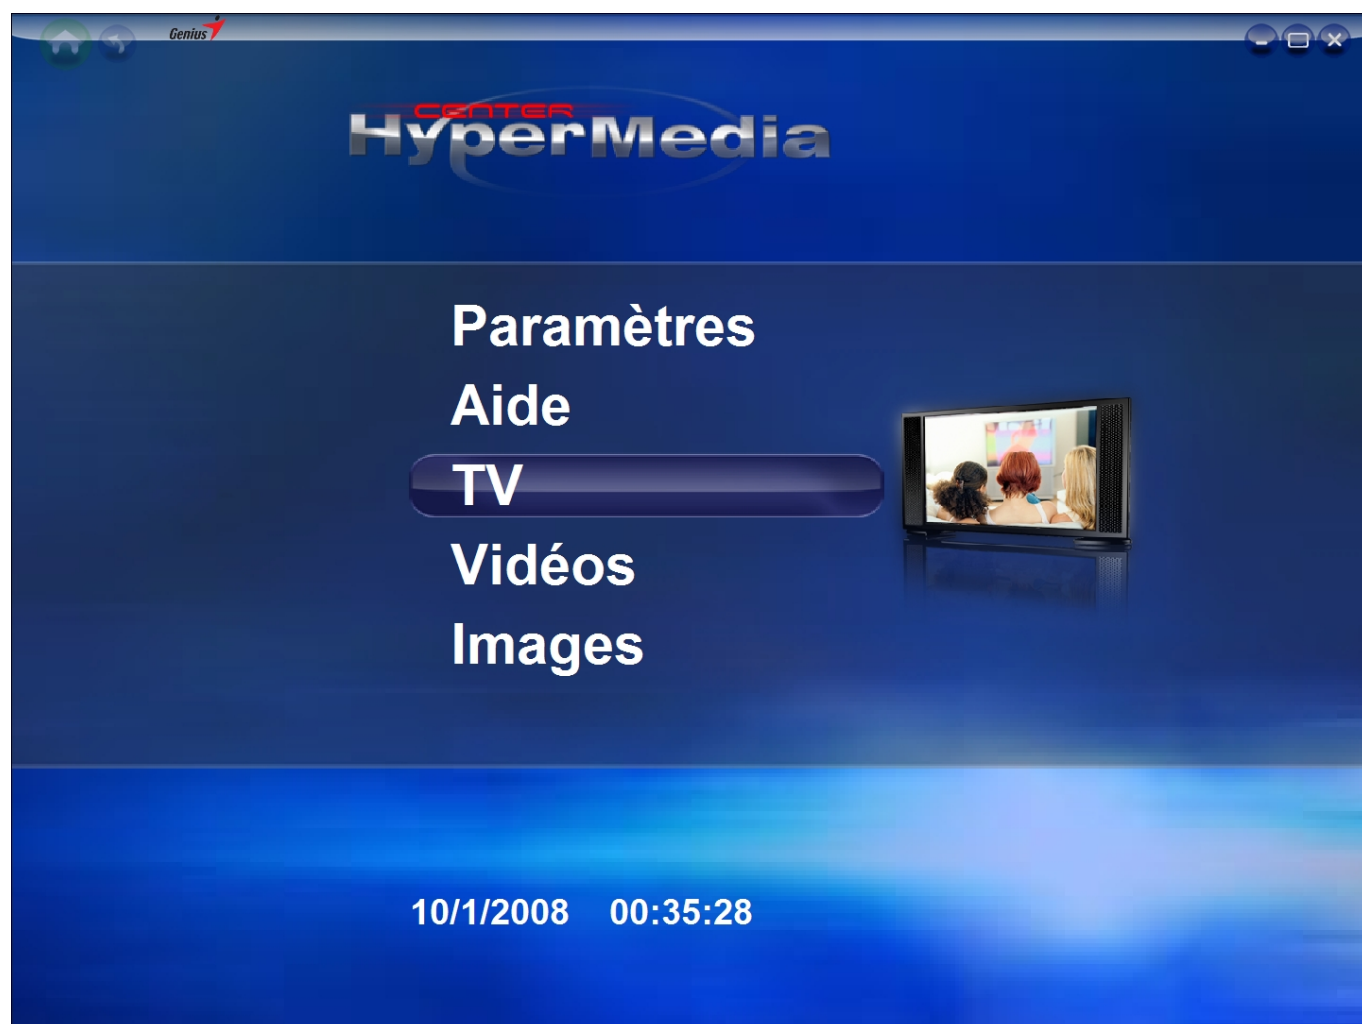 Genius
CENTER
HyperMedia
Paramètres
Aide
TV
Vidéos
Images
10/1/2008 00:35:28